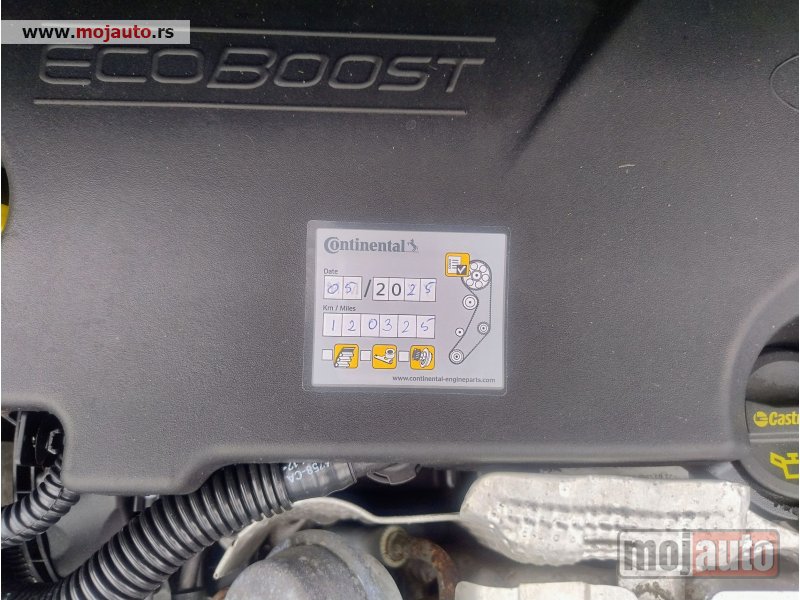 www.mojauto.rs
ECOBOOST
Continental
Date
05/2025
Km / Miles
120325
www.continental-engineparts.com
Castrol
mojauto